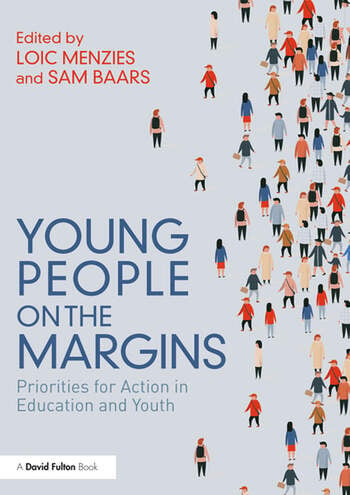 Edited by
LOIC MENZIES
and SAM BAARS
YOUNG
PEOPLE
ON THE
MARGINS
Priorities for Action in
Education and Youth
A David Fulton Book